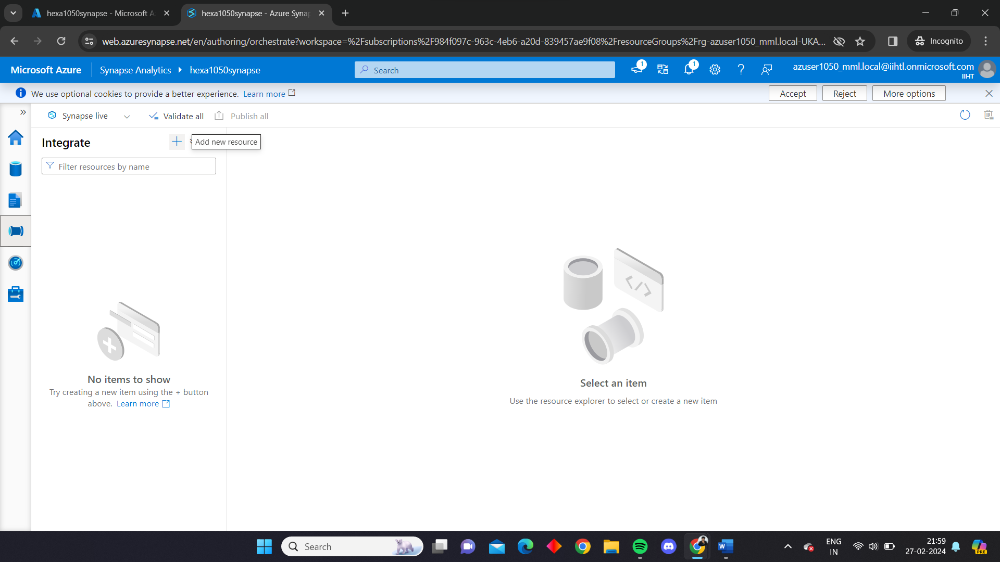 hexa1050synapse - Microsoft A
hexa1050synapse - Azure Syna
web.azuresynapse.net/en/authoring/orchestrate?workspace=%2Fsubscriptions%2F984f097c-963c-4eb6-a20d-839457ae9f08%2FresourceGroups%2Frg-azuser1050_mml.local-UKA...
Incognito
Microsoft Azure
Synapse Analytics
hexa1050synapse
Search
1
1
azuser1050_mml.local@iihtl.onmicrosoft.com
IIHT
We use optional cookies to provide a better experience. Learn more
Accept
Reject
More options
Synapse live
Validate all
Publish all
Integrate
Add new resource
Filter resources by name
No items to show
Try creating a new item using the + button
above. Learn more
Select an item
Use the resource explorer to select or create a new item
Search
ENG
IN
21:59
27-02-2024
PRE